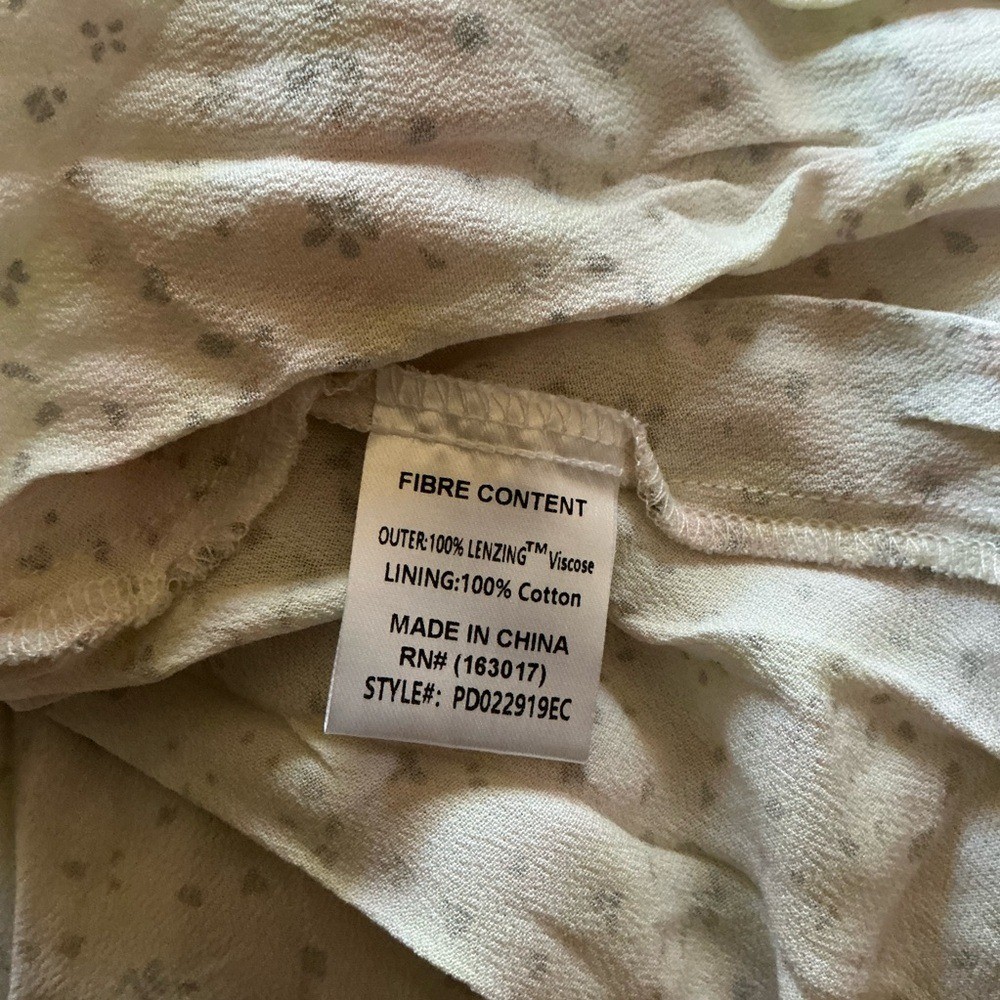 FIBRE CONTENT
OUTER:100% LENZING™ Viscose
LINING:100% Cotton
MADE IN CHINA
RN# (163017)
STYLE#: PD022919EC